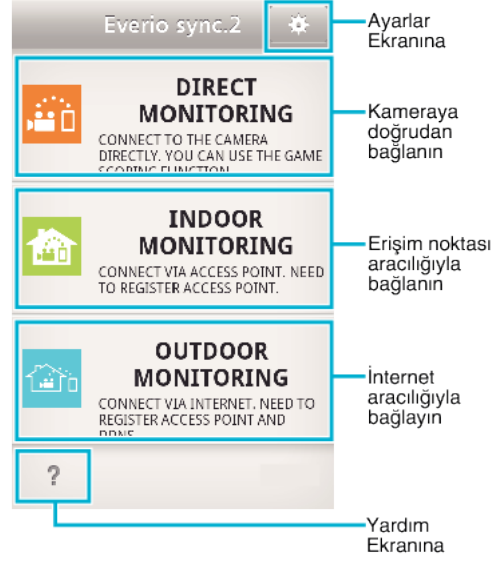 Everio sync.2
Ayarlar
Ekranına
DIRECT
MONITORING
CONNECT TO THE CAMERA
DIRECTLY. YOU CAN USE THE GAME
SCORING FUNCTION
Kameraya
doğrudan
bağlanın
INDOOR
MONITORING
CONNECT VIA ACCESS POINT. NEED
TO REGISTER ACCESS POINT.
Erişim noktası
aracılığıyla
bağlanın
OUTDOOR
MONITORING
CONNECT VIA INTERNET. NEED TO
REGISTER ACCESS POINT AND
İnternet
aracılığıyla
bağlayın
?
Yardım
Ekranına